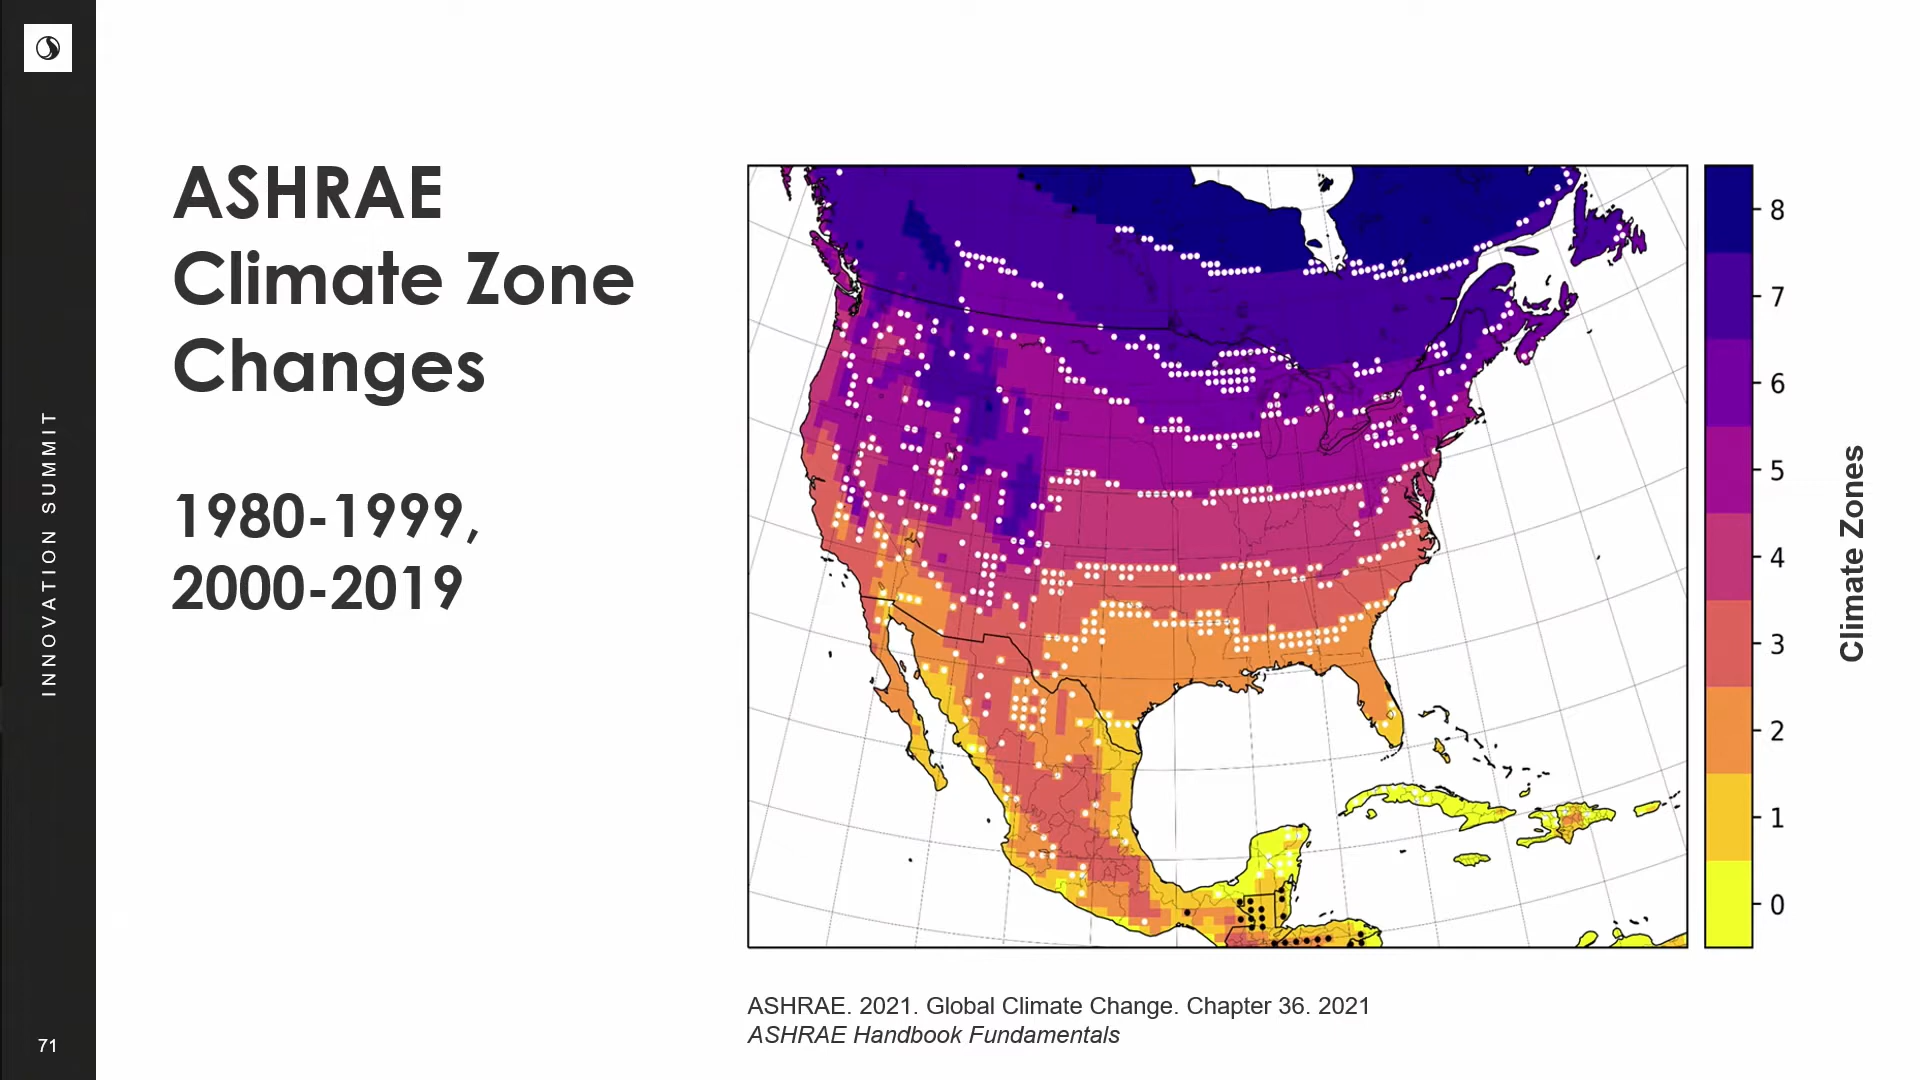 ASHRAE
Climate Zone
Changes
1980-1999,
2000-2019
INNOVATION SUMMIT
71
8
7
6
5
4
3
2
1
0
Climate Zones
ASHRAE. 2021. Global Climate Change. Chapter 36. 2021
ASHRAE Handbook Fundamentals